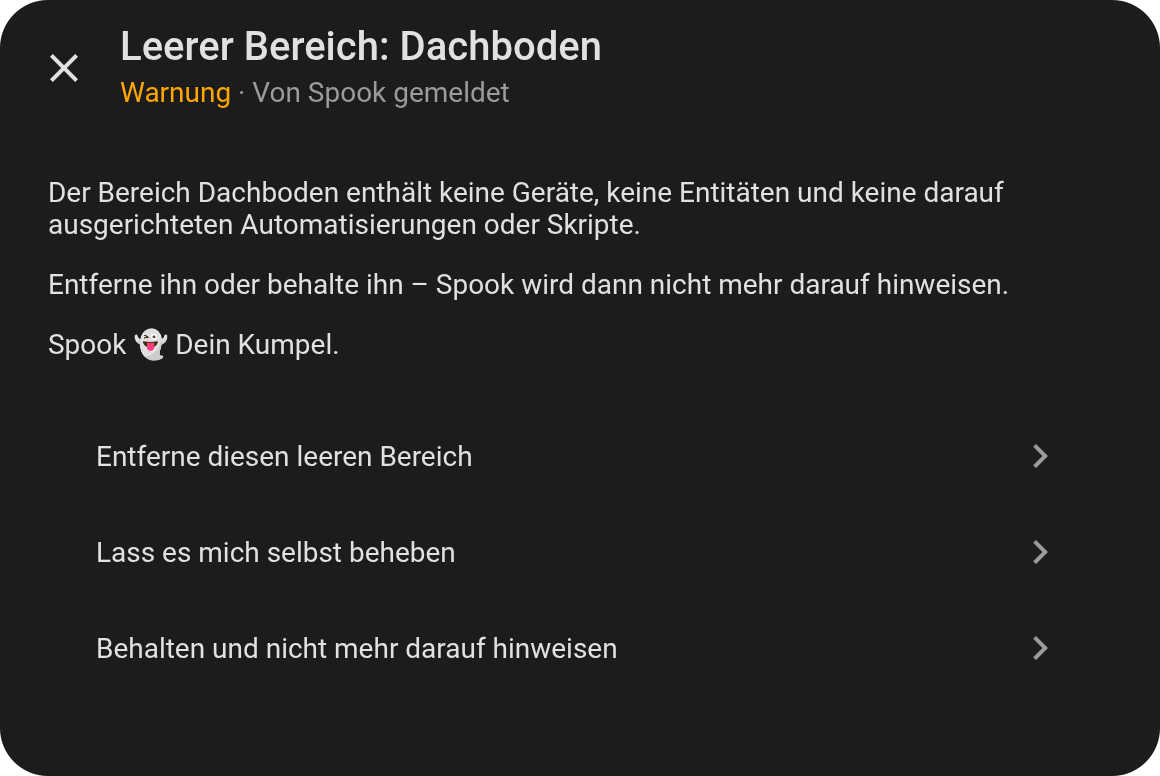 Leerer Bereich: Dachboden
Warnung · Von Spook gemeldet
Der Bereich Dachboden enthält keine Geräte, keine Entitäten und keine darauf
ausgerichteten Automatisierungen oder Skripte.
Entferne ihn oder behalte ihn – Spook wird dann nicht mehr darauf hinweisen.
Spook 👻 Dein Kumpel.
Entferne diesen leeren Bereich
Lass es mich selbst beheben
Behalten und nicht mehr darauf hinweisen